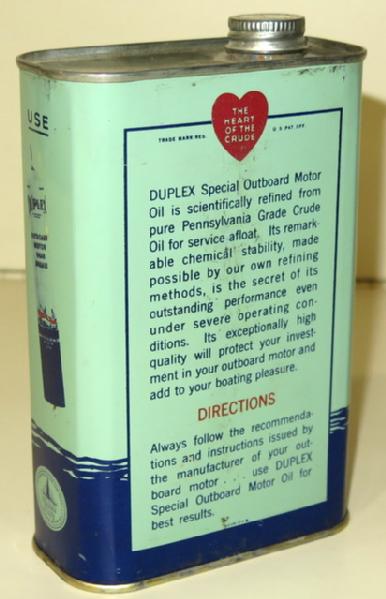 USE
THE
HEART
OF THE
CRUDE
TRADE MARK REG. U S PAT. OFF.
DUPLEX Special Outboard Motor
Oil is scientifically refined from
pure Pennsylvania Grade Crude
Oil for service afloat. Its remark-
able chemical stability, made
possible by our own refining
methods, is the secret of its
outstanding performance even
under severe operating con-
ditions. Its exceptionally high
quality will protect your invest-
ment in your outboard motor and
add to your boating pleasure.
DIRECTIONS
Always follow the recommenda-
tions and instructions issued by
the manufacturer of your out-
board motor . . . use DUPLEX
Special Outboard Motor Oil for
best results.
DUPLEX